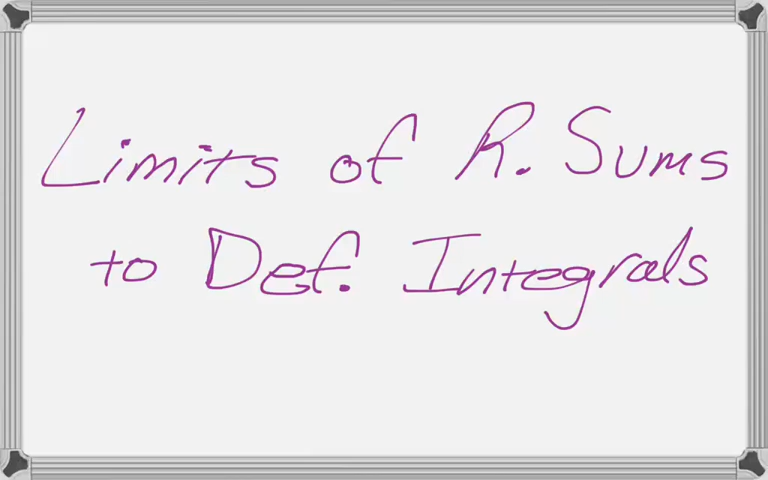 Limits of R. Sums
to Def. Integrals